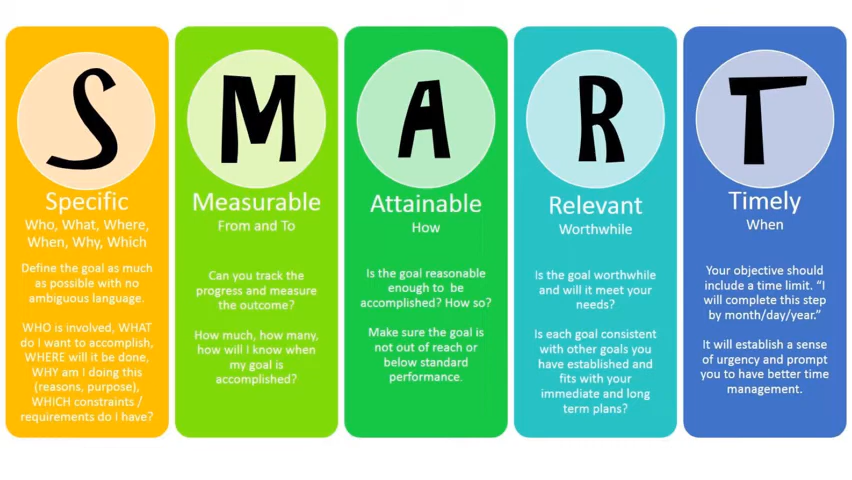 S
Specific
Who, What, Where,
When, Why, Which
Define the goal as much
as possible with no
ambiguous language.
WHO is involved, WHAT
do I want to accomplish,
WHERE will it be done,
WHY am I doing this
(reasons, purpose),
WHICH constraints /
requirements do I have?
M
Measurable
From and To
Can you track the
progress and measure
the outcome?
How much, how many,
how will I know when
my goal is
accomplished?
A
Attainable
How
Is the goal reasonable
enough to be
accomplished? How so?
Make sure the goal is
not out of reach or
below standard
performance.
R
Relevant
Worthwhile
Is the goal worthwhile
and will it meet your
needs?
Is each goal consistent
with other goals you
have established and
fits with your
immediate and long
term plans?
T
Timely
When
Your objective should
include a time limit. “I
will complete this step
by month/day/year.”
It will establish a sense
of urgency and prompt
you to have better time
management.